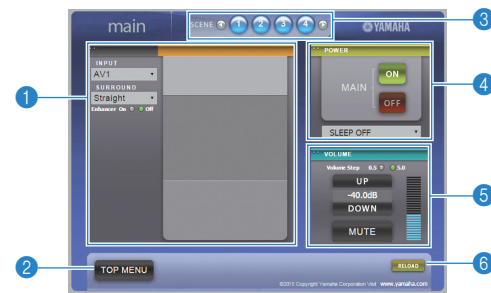 main
SCENE 1 2 3 4
YAMAHA
1
2
3
4
5
6
INPUT
AV1
SURROUND
Straight
Enhancer On Off
POWER
MAIN
ON
OFF
SLEEP OFF
VOLUME
Volume Step 0.5 5.0
UP
-40.0dB
DOWN
MUTE
TOP MENU
RELOAD
©2010 Copyright Yamaha Corporation Visit www.yamaha.com